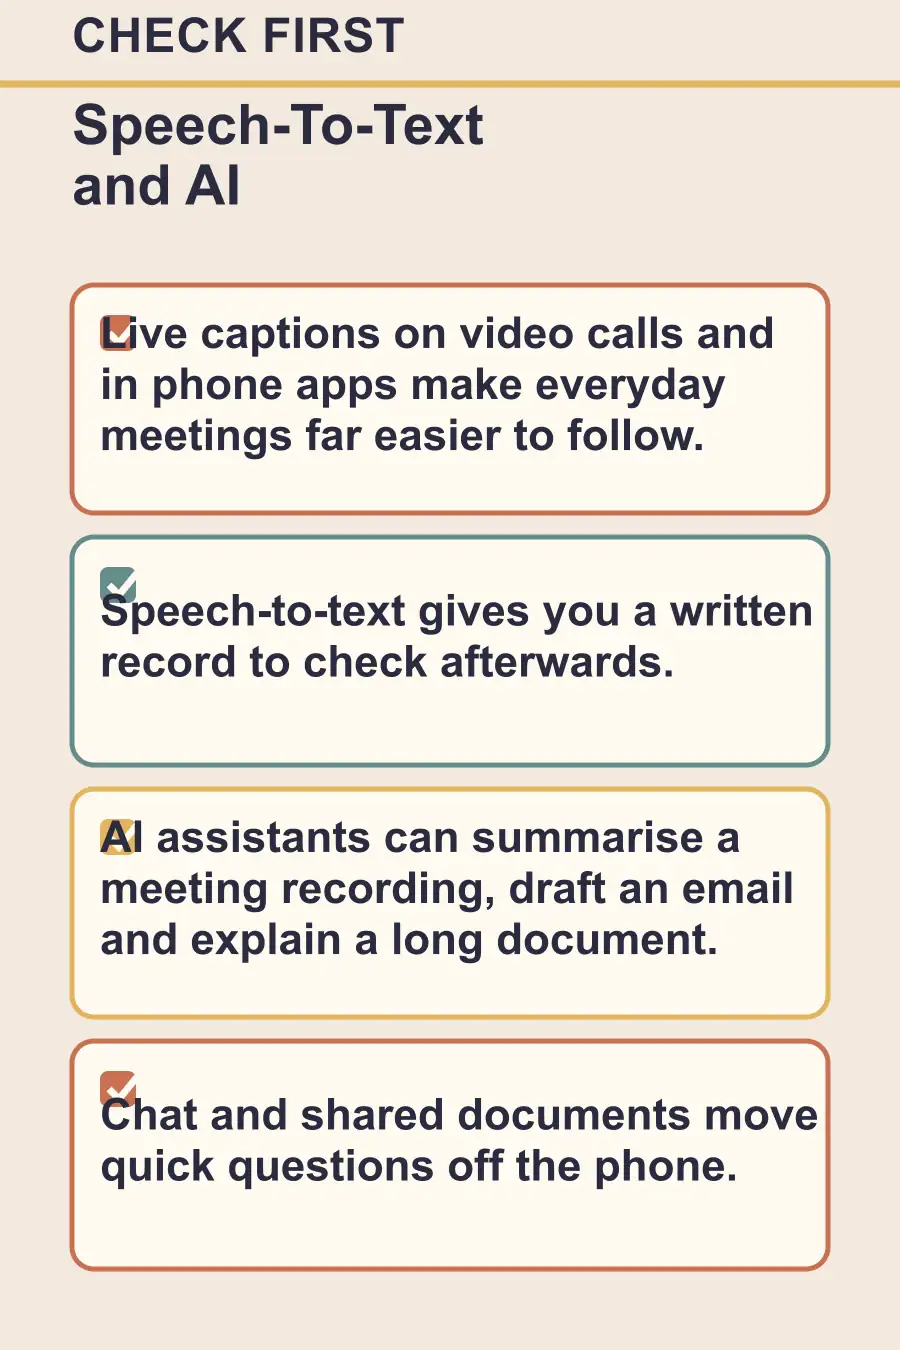 CHECK FIRST
Speech-To-Text
and AI
Live captions on video calls and
in phone apps make everyday
meetings far easier to follow.
Speech-to-text gives you a written
record to check afterwards.
AI assistants can summarise a
meeting recording, draft an email
and explain a long document.
Chat and shared documents move
quick questions off the phone.